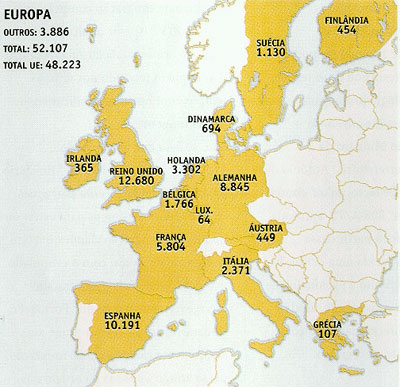 EUROPA
OUTROS: 3.886
TOTAL: 52.107
TOTAL UE: 48.223
FINLÂNDIA
454
SUÉCIA
1.130
DINAMARCA
694
IRLANDA
365
REINO UNIDO
12.680
HOLANDA
3.302
ALEMANHA
8.845
BÉLGICA
1.766
LUX.
64
FRANÇA
5.804
ÁUSTRIA
449
ITÁLIA
2.371
ESPANHA
10.191
GRÉCIA
107